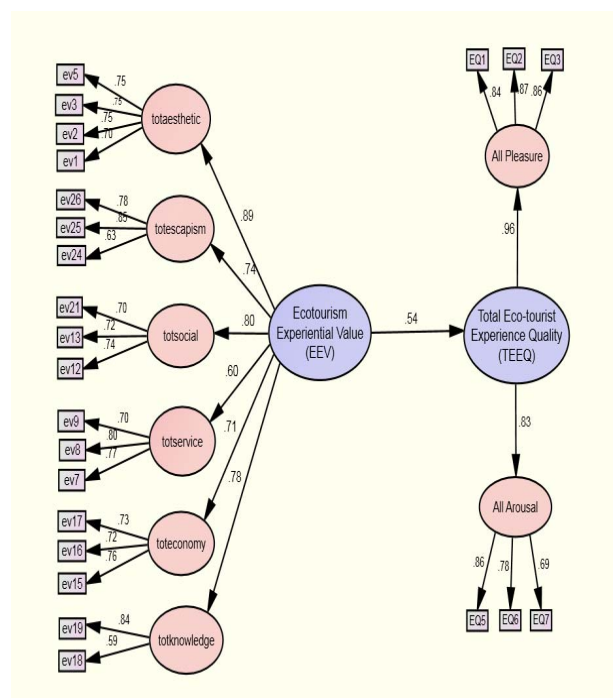 ev5
ev3
ev2
ev1
.75
.75
.75
.70
totaesthetic
ev26
ev25
ev24
.78
.85
.63
totescapism
ev21
ev13
ev12
.70
.72
.74
totsocial
ev9
ev8
ev7
.70
.80
.77
totservice
ev17
ev16
ev15
.73
.72
.76
toteconomy
ev19
ev18
.84
.59
totknowledge
.89
.74
.80
.60
.71
.78
Ecotourism
Experiential Value
(EEV)
.54
Total Eco-tourist
Experience Quality
(TEEQ)
.96
All Pleasure
.84
.87
.86
EQ1
EQ2
EQ3
.83
All Arousal
.86
.78
.69
EQ5
EQ6
EQ7